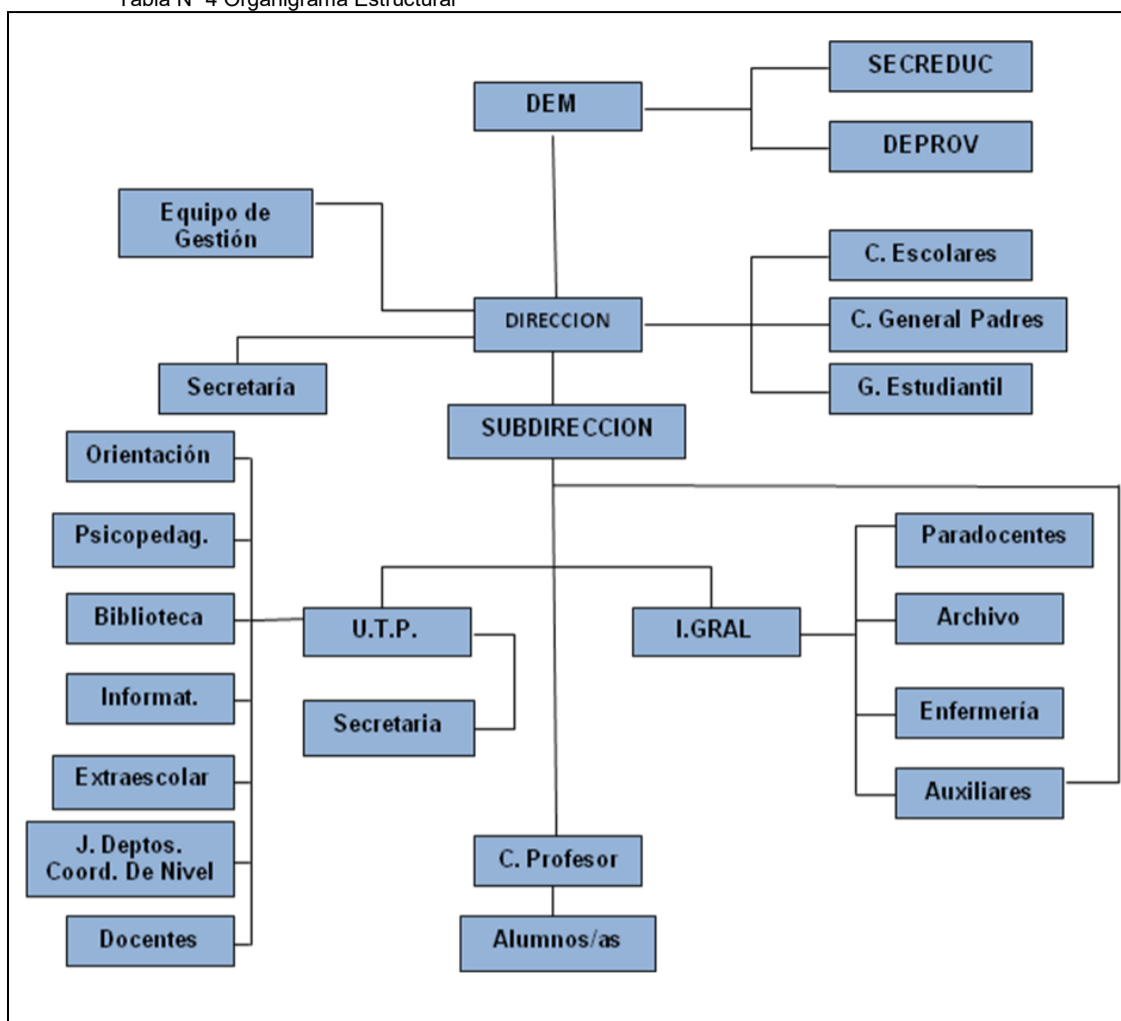 Tabla N° 4 Organigrama Estructural
SECREDUC
DEM
DEPROV
Equipo de
Gestión
C. Escolares
DIRECCION
C. General Padres
Secretaría
G. Estudiantil
SUBDIRECCION
Orientación
Psicopedag.
Paradocentes
Biblioteca
U.T.P.
I.GRAL
Archivo
Informat.
Secretaria
Enfermería
Extraescolar
Auxiliares
J. Deptos.
Coord. De Nivel
C. Profesor
Docentes
Alumnos/as